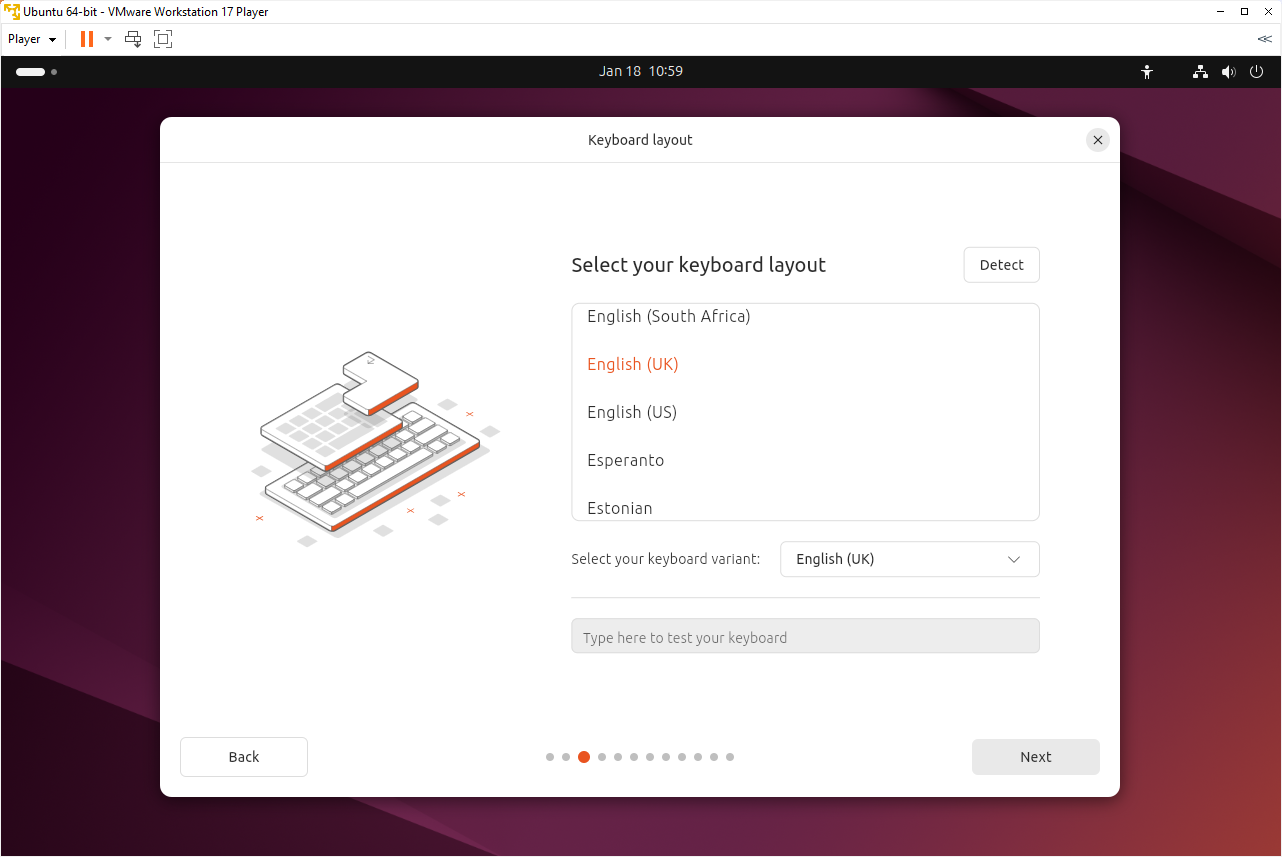 Ubuntu 64-bit - VMware Workstation 17 Player
Player
Jan 18 10:59
Keyboard layout
Select your keyboard layout
Detect
English (South Africa)
English (UK)
English (US)
Esperanto
Estonian
Select your keyboard variant:
English (UK)
Type here to test your keyboard
Back
Next